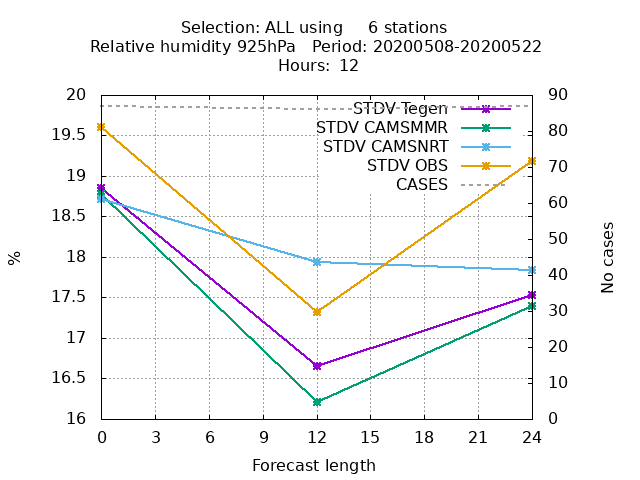 Selection: ALL using     6 stations
Relative humidity 925hPa   Period: 20200508-20200522
Hours: 12
20
19.5
19
18.5
18
17.5
17
16.5
16
%
STDV Tegen
STDV CAMSMMR
STDV CAMSNRT
STDV OBS
CASES
90
80
70
60
50
40
30
20
10
0
No cases
0 3 6 9 12 15 18 21 24
Forecast length